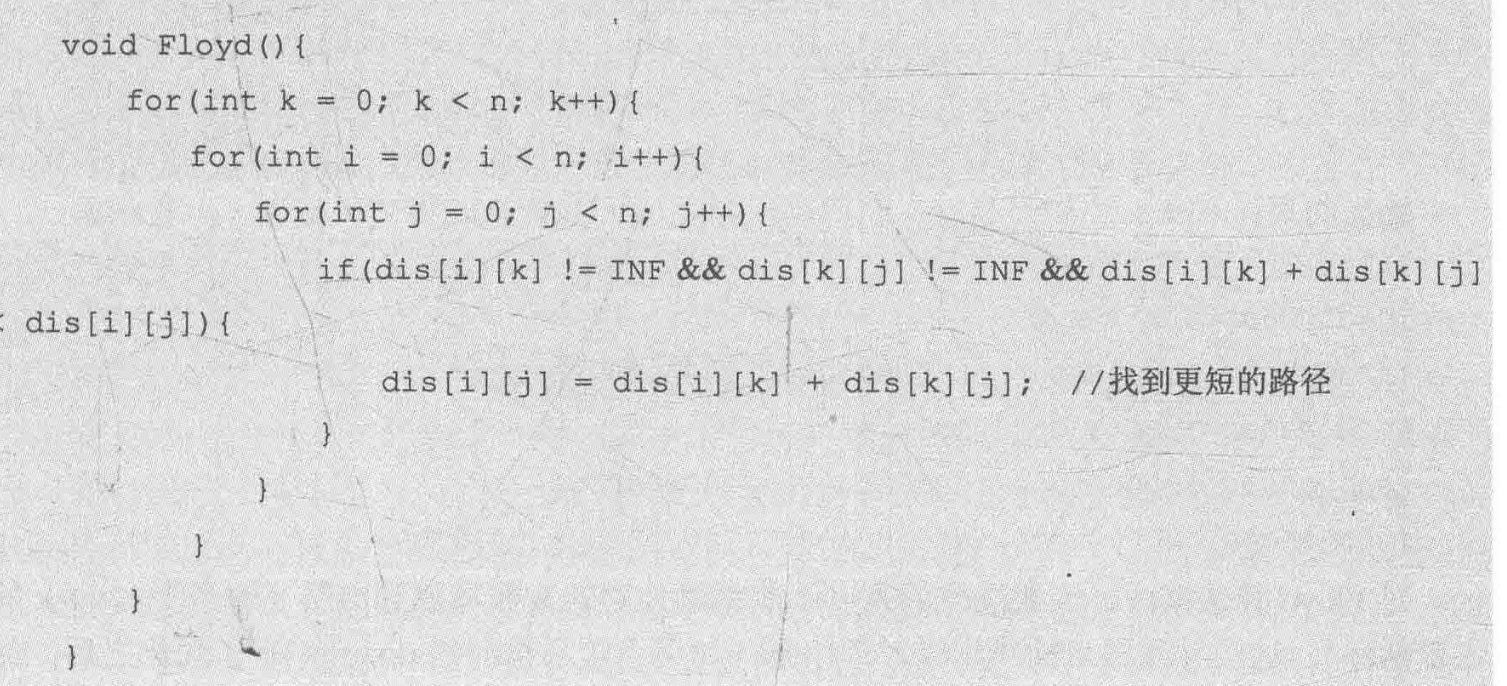 void Floyd(){
for(int k = 0; k < n; k++){
for(int i = 0; i < n; i++){
for(int j = 0; j < n; j++){
if(dis[i][k] != INF && dis[k][j] != INF && dis[i][k] + dis[k][j]
< dis[i][j]){
dis[i][j] = dis[i][k] + dis[k][j]; //找到更短的路径
}
}
}
}
}